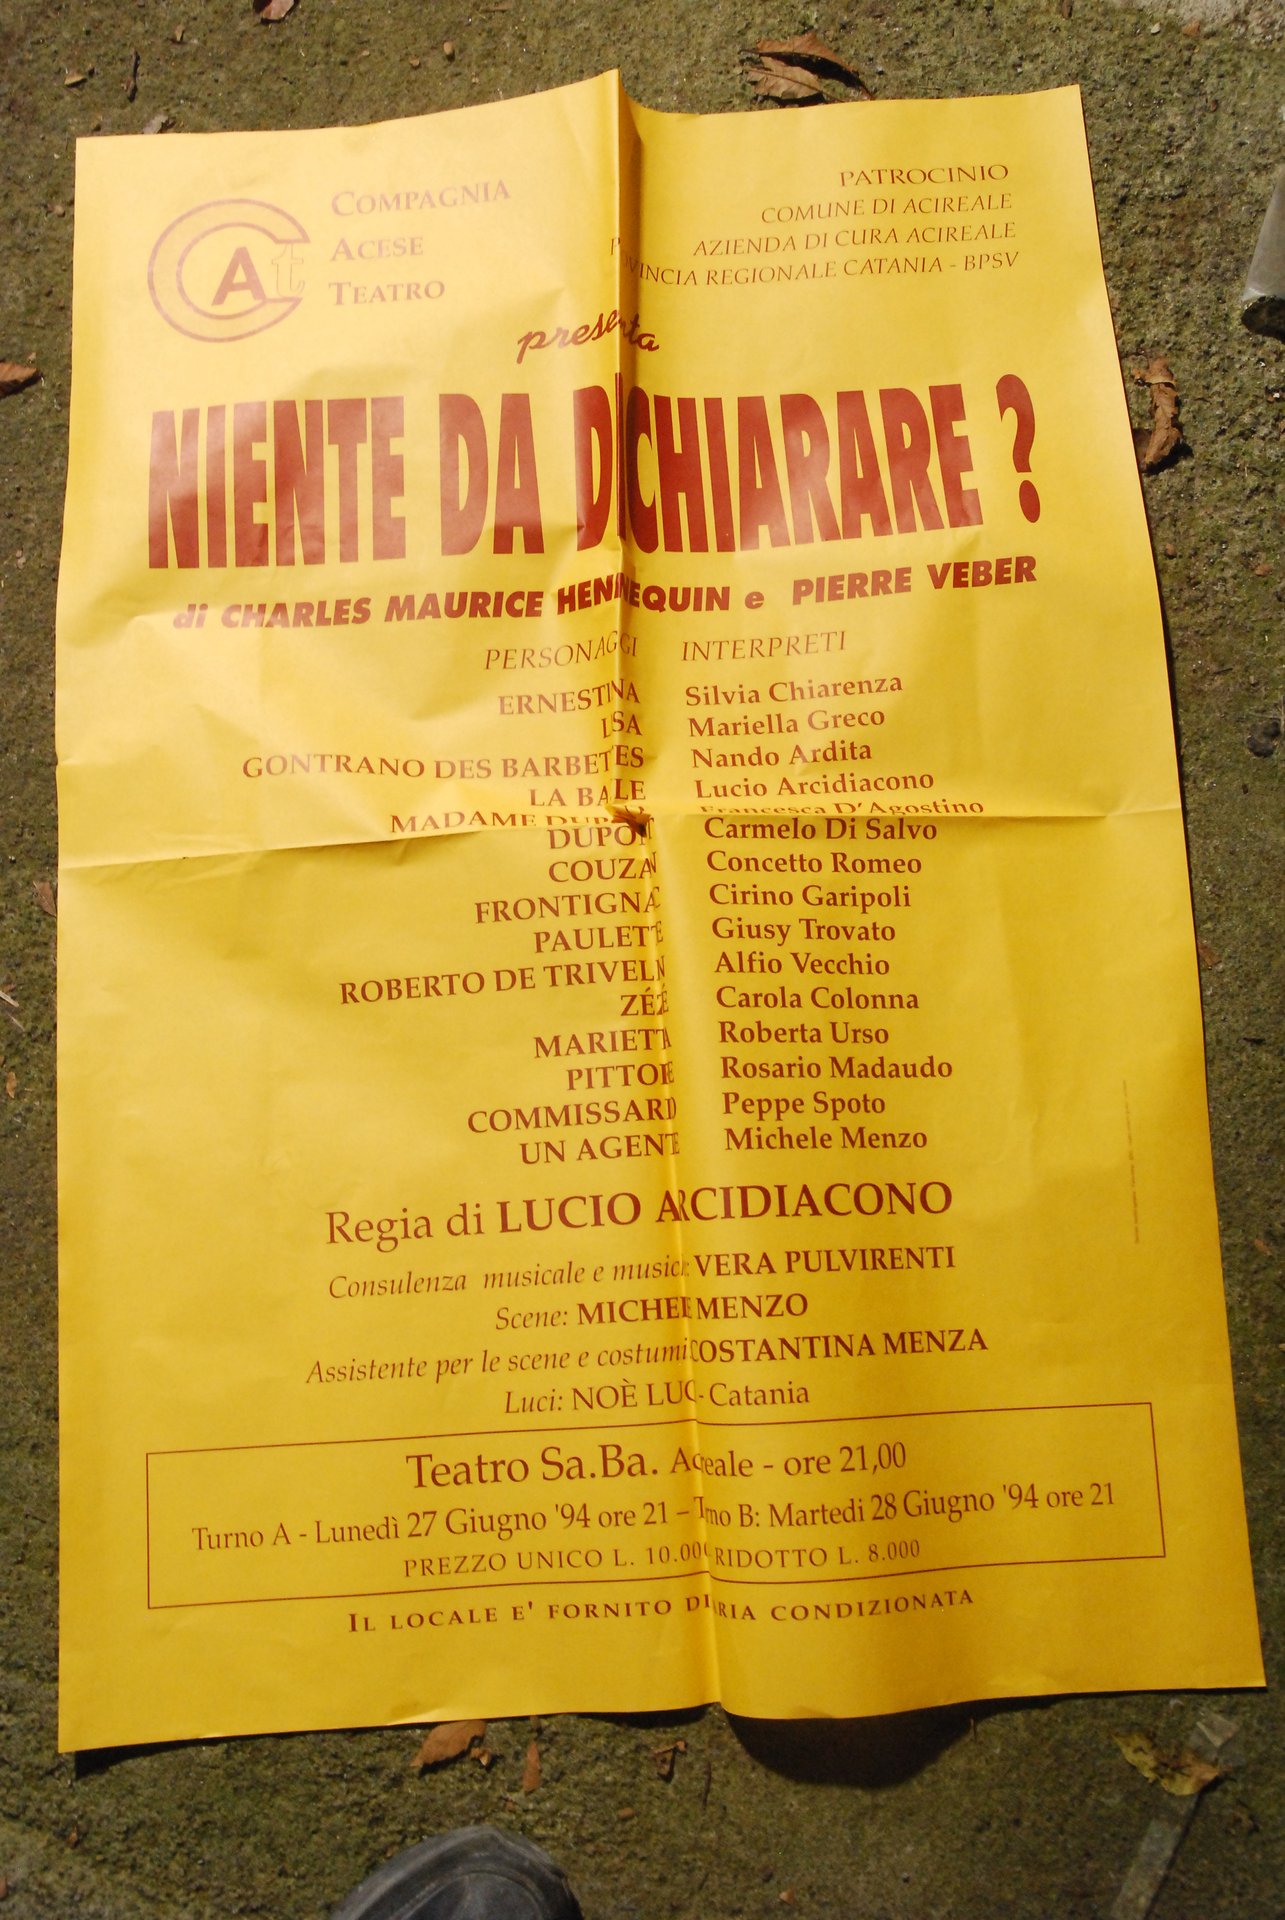 CAt
COMPAGNIA
ACESE
TEATRO
PATROCINIO
COMUNE DI ACIREALE
AZIENDA DI CURA ACIREALE
PROVINCIA REGIONALE CATANIA - BPSV
presenta
NIENTE DA DICHIARARE ?
di CHARLES MAURICE HENNEQUIN e PIERRE VEBER
PERSONAGGI INTERPRETI
ERNESTINA Silvia Chiarenza
LISA Mariella Greco
GONTRANO DES BARBETTES Nando Ardita
LA BAULE Lucio Arcidiacono
MADAME DUPONT Francesca D'Agostino
DUPONT Carmelo Di Salvo
COUZAN Concetto Romeo
FRONTIGNAC Cirino Garipoli
PAULETTE Giusy Trovato
ROBERTO DE TRIVELIN Alfio Vecchio
ZÉZÉ Carola Colonna
MARIETTA Roberta Urso
PITTORE Rosario Madaudo
COMMISSARIO Peppe Spoto
UN AGENTE Michele Menzo
Regia di LUCIO ARCIDIACONO
Consulenza musicale e musiche: VERA PULVIRENTI
Scene: MICHELE MENZO
Assistente per le scene e costumi: COSTANTINA MENZA
Luci: NOÈ LUCI - Catania
Teatro Sa.Ba. Acireale - ore 21,00
Turno A - Lunedì 27 Giugno '94 ore 21 – Turno B: Martedi 28 Giugno '94 ore 21
PREZZO UNICO L. 10.000 RIDOTTO L. 8.000
IL LOCALE E' FORNITO DI ARIA CONDIZIONATA